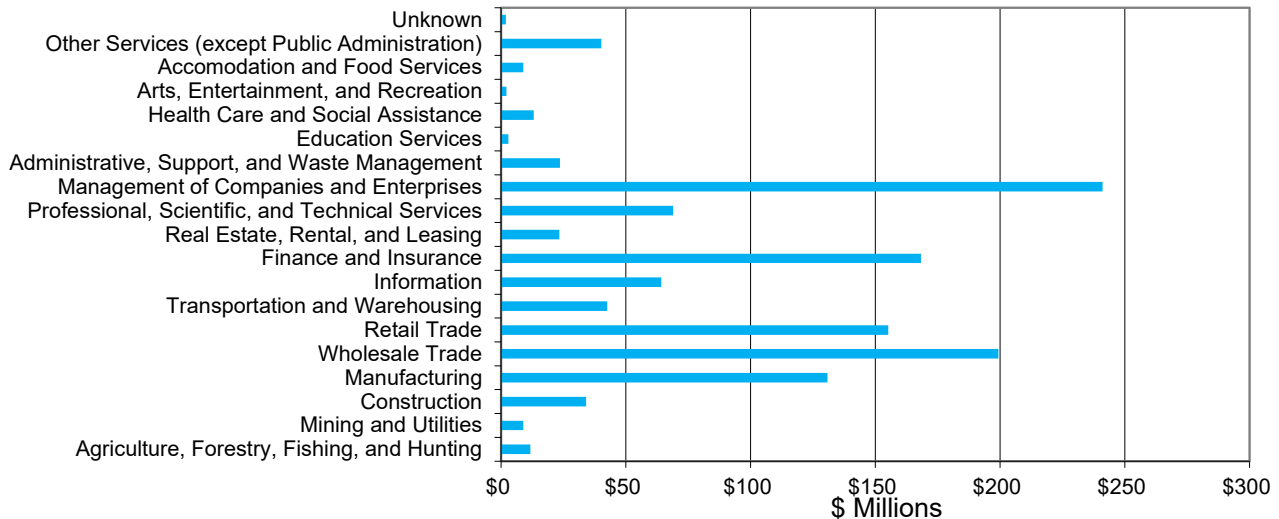 Unknown
Other Services (except Public Administration)
Accomodation and Food Services
Arts, Entertainment, and Recreation
Health Care and Social Assistance
Education Services
Administrative, Support, and Waste Management
Management of Companies and Enterprises
Professional, Scientific, and Technical Services
Real Estate, Rental, and Leasing
Finance and Insurance
Information
Transportation and Warehousing
Retail Trade
Wholesale Trade
Manufacturing
Construction
Mining and Utilities
Agriculture, Forestry, Fishing, and Hunting
$0 $50 $100 $150 $200 $250 $300
$ Millions